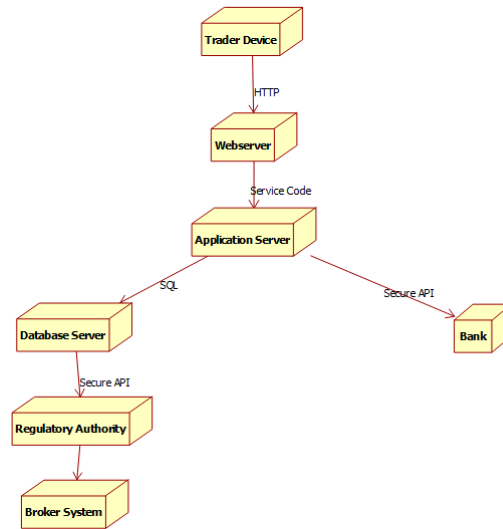 Trader Device
HTTP
Webserver
Service Code
Application Server
SQL
Secure API
Database Server
Bank
Secure API
Regulatory Authority
Broker System